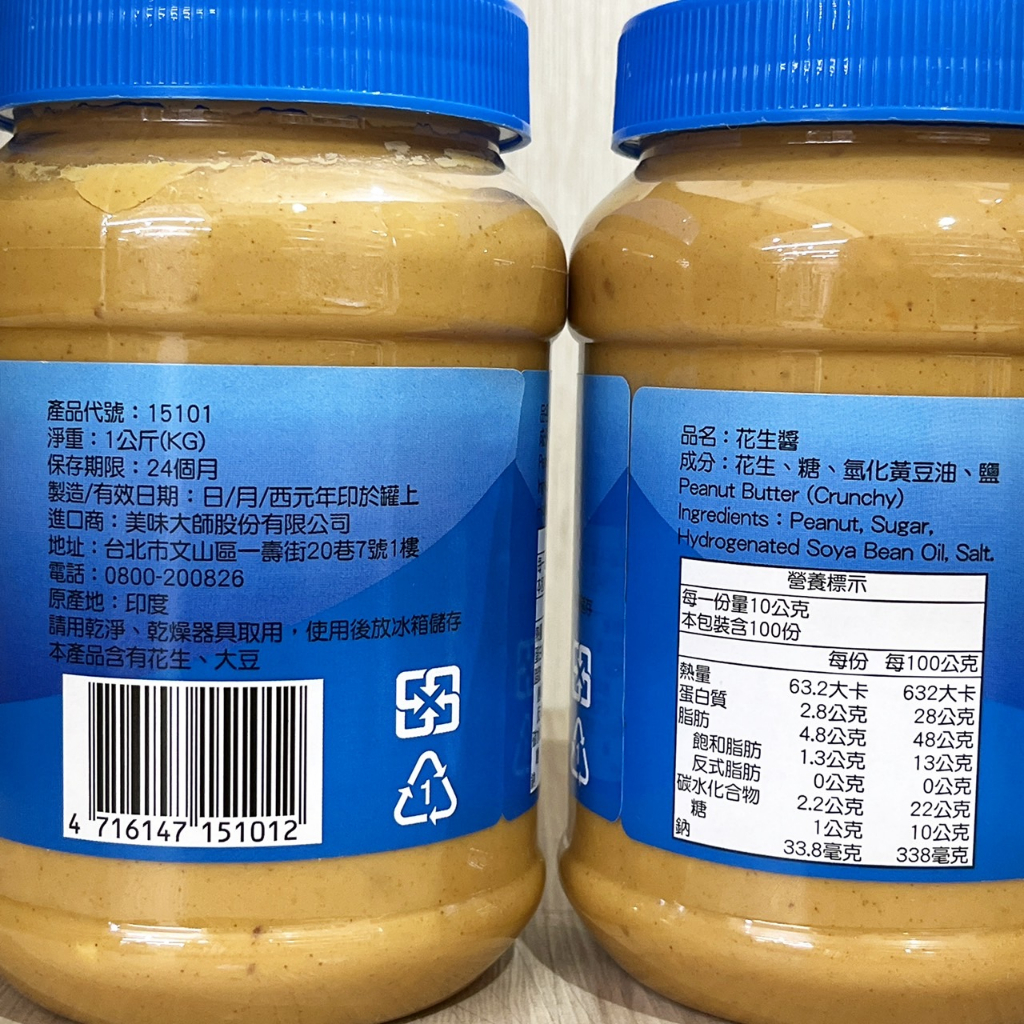 產品代號：15101
淨重：1公斤(KG)
保存期限：24個月
製造/有效日期：日/月/西元年印於罐上
進口商：美味大師股份有限公司
地址：台北市文山區一壽街20巷7號1樓
電話：0800-200826
原產地：印度
請用乾淨、乾燥器具取用，使用後放冰箱儲存
本產品含有花生、大豆
4 716147 151012
1
品名：花生醬
成分：花生、糖、氫化黃豆油、鹽
Peanut Butter (Crunchy)
Ingredients：Peanut, Sugar,
Hydrogenated Soya Bean Oil, Salt.
營養標示
每一份量10公克
本包裝含100份
每份 每100公克
熱量 63.2大卡 632大卡
蛋白質 2.8公克 28公克
脂肪 4.8公克 48公克
飽和脂肪 1.3公克 13公克
反式脂肪 0公克 0公克
碳水化合物 2.2公克 22公克
糖 1公克 10公克
鈉 33.8毫克 338毫克